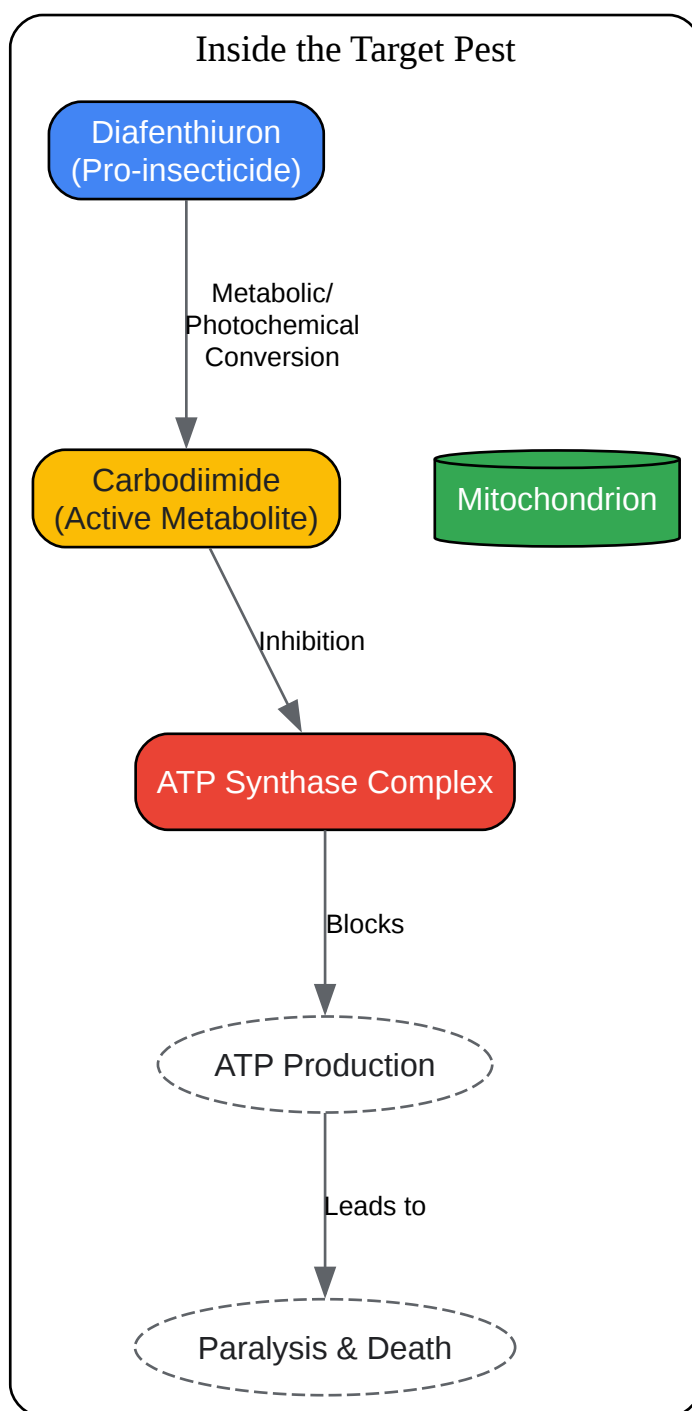 Inside the Target Pest
Diafenthiuron
(Pro-insecticide)
Metabolic/
Photochemical
Conversion
Carbodiimide
(Active Metabolite)
Mitochondrion
Inhibition
ATP Synthase Complex
Blocks
ATP Production
Leads to
Paralysis & Death